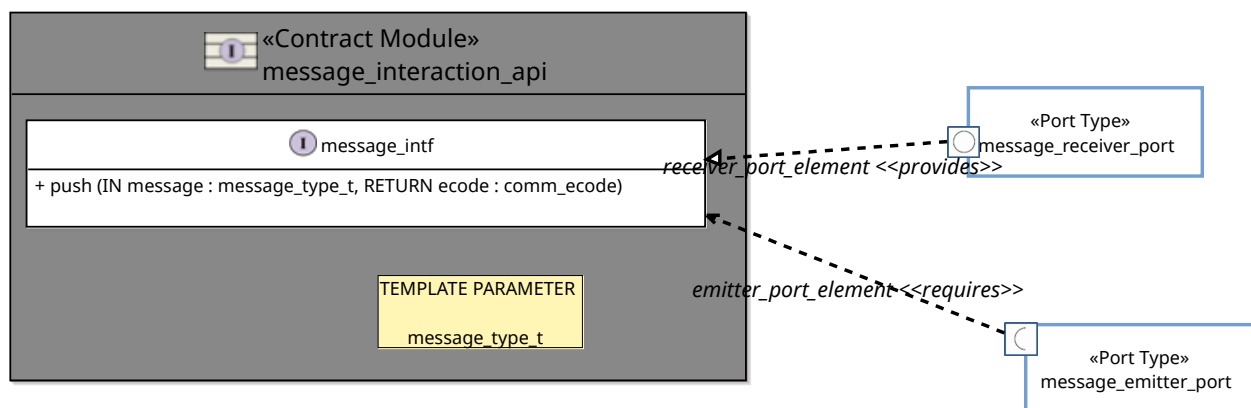 «Contract Module»
message_interaction_api
I message_intf
+ push (IN message : message_type_t, RETURN ecode : comm_ecode)
TEMPLATE PARAMETER
message_type_t
receiver_port_element <<provides>>
«Port Type»
message_receiver_port
emitter_port_element <<requires>>
«Port Type»
message_emitter_port